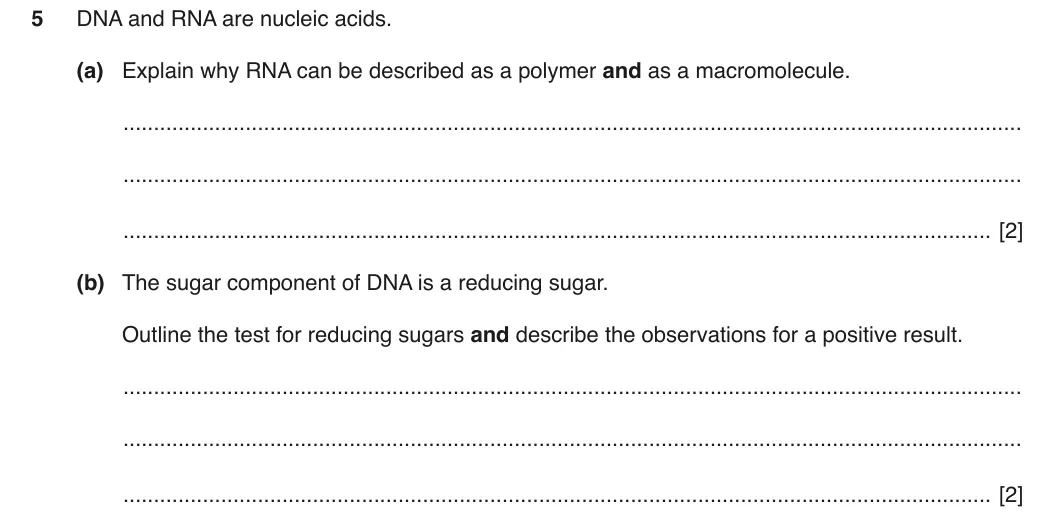 5 DNA and RNA are nucleic acids.
(a) Explain why RNA can be described as a polymer and as a macromolecule.
....................................................................................................................................................
....................................................................................................................................................
............................................................................................................................................... [2]
(b) The sugar component of DNA is a reducing sugar.
Outline the test for reducing sugars and describe the observations for a positive result.
....................................................................................................................................................
....................................................................................................................................................
............................................................................................................................................... [2]